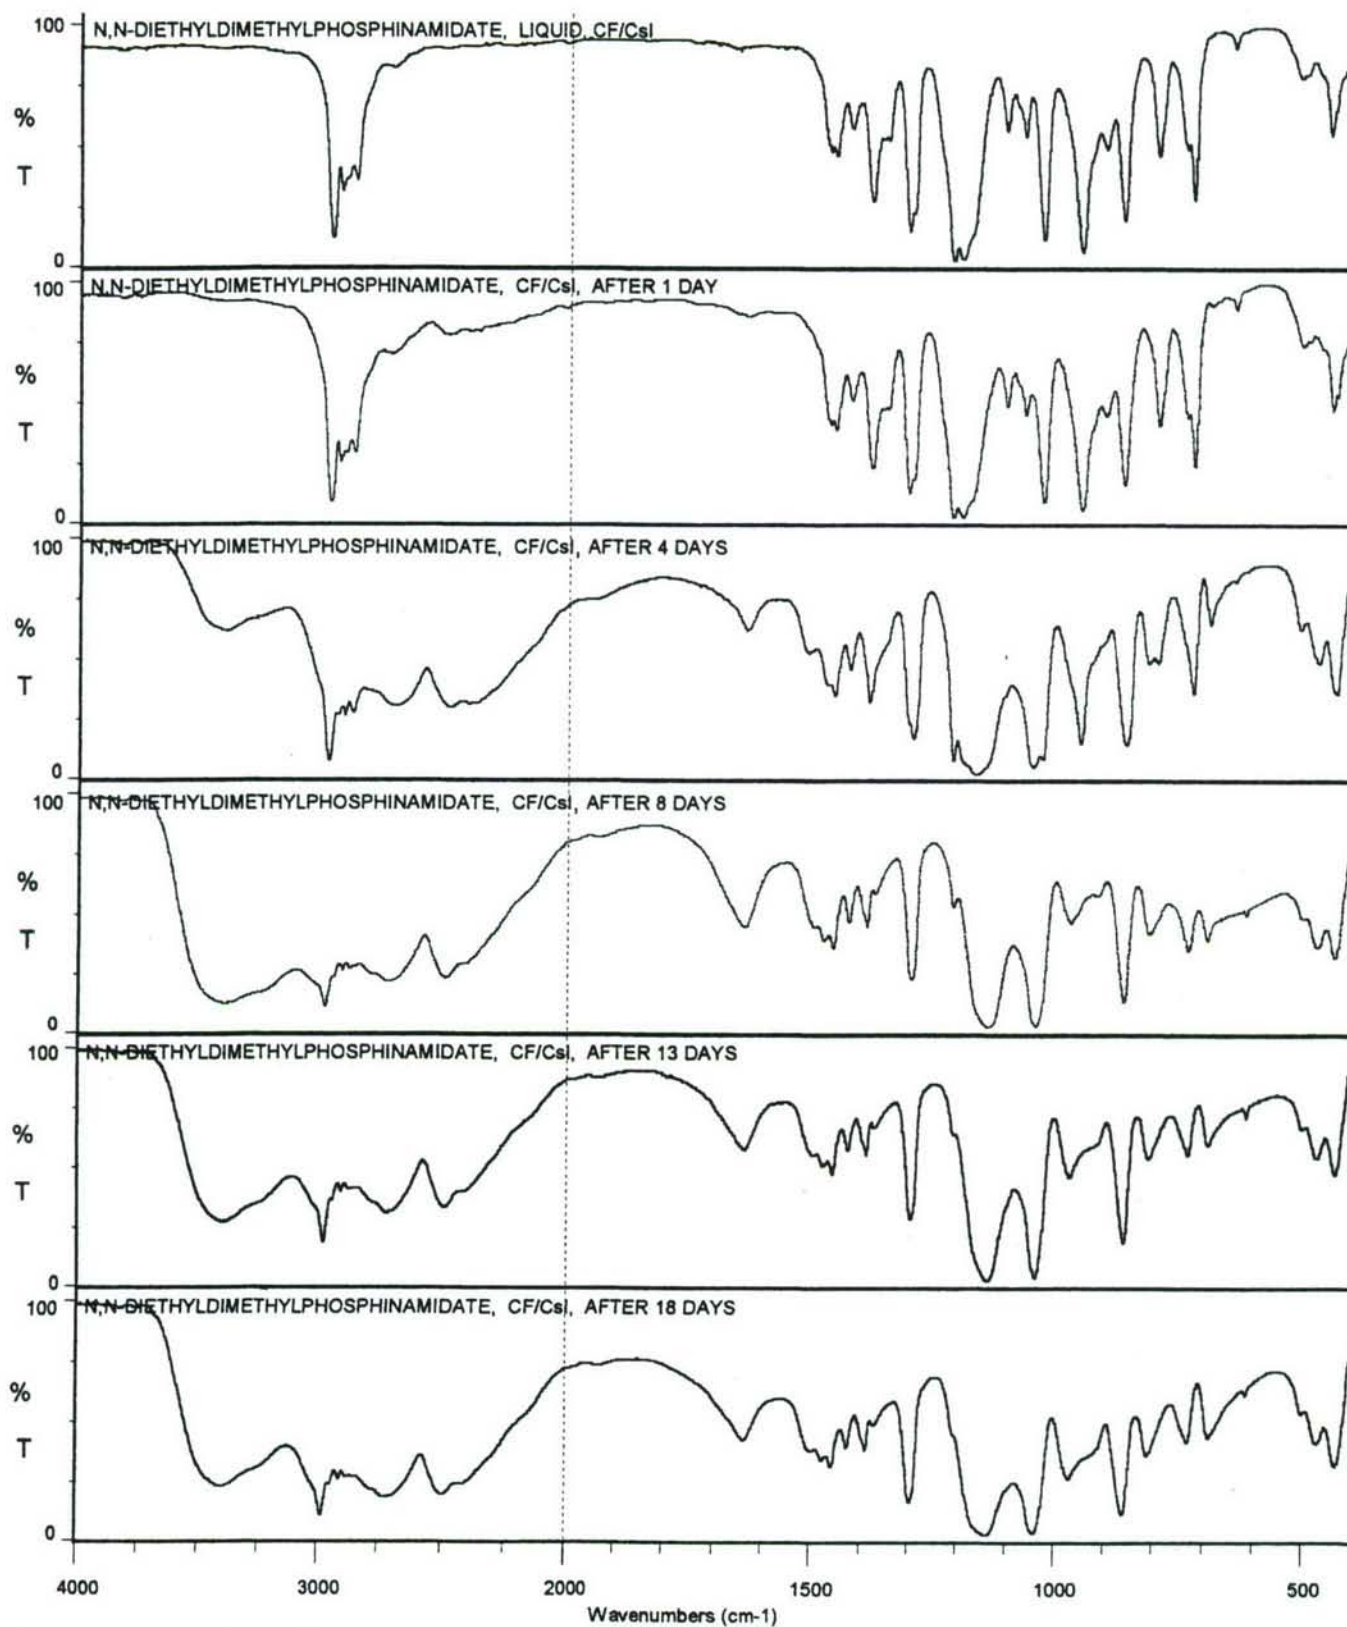 100
N,N-DIETHYLDIMETHYLPHOSPHINAMIDATE, LIQUID, CF/CsI
%
T
0
100
N,N-DIETHYLDIMETHYLPHOSPHINAMIDATE, CF/CsI, AFTER 1 DAY
%
T
0
100
N,N-DIETHYLDIMETHYLPHOSPHINAMIDATE, CF/CsI, AFTER 4 DAYS
%
T
0
100
N,N-DIETHYLDIMETHYLPHOSPHINAMIDATE, CF/CsI, AFTER 8 DAYS
%
T
0
100
N,N-DIETHYLDIMETHYLPHOSPHINAMIDATE, CF/CsI, AFTER 13 DAYS
%
T
0
100
N,N-DIETHYLDIMETHYLPHOSPHINAMIDATE, CF/CsI, AFTER 18 DAYS
%
T
0
4000 3000 2000 1500 1000 500
Wavenumbers (cm-1)